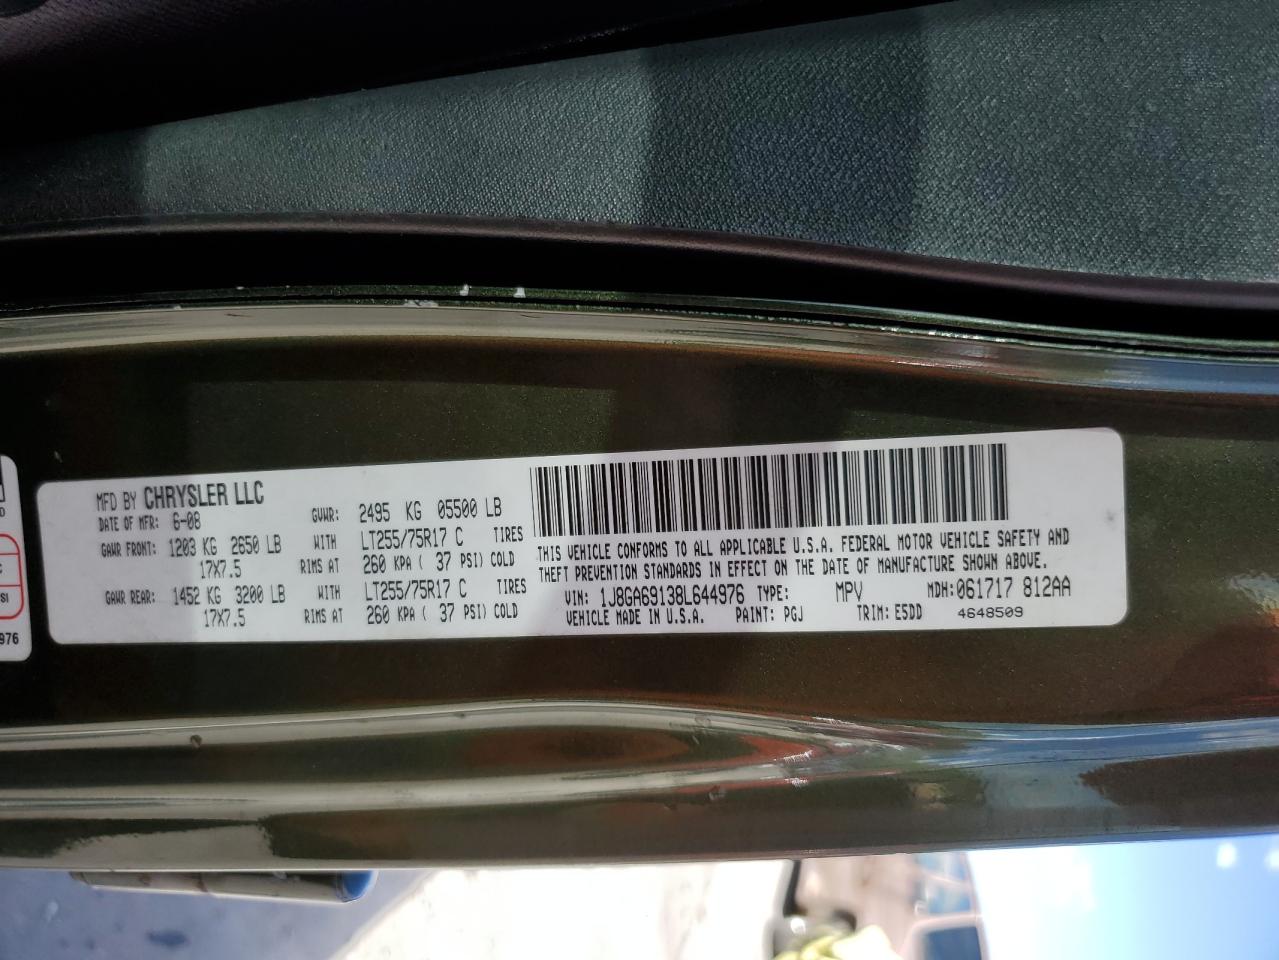 MFD BY CHRYSLER LLC
DATE OF MFR: 6-08 GVWR: 2495 KG 05500 LB
GAWR FRONT: 1203 KG 2650 LB WITH LT255/75R17 C TIRES
17X7.5 RIMS AT 260 KPA ( 37 PSI) COLD
GAWR REAR: 1452 KG 3200 LB WITH LT255/75R17 C TIRES
17X7.5 RIMS AT 260 KPA ( 37 PSI) COLD
THIS VEHICLE CONFORMS TO ALL APPLICABLE U.S.A. FEDERAL MOTOR VEHICLE SAFETY AND
THEFT PREVENTION STANDARDS IN EFFECT ON THE DATE OF MANUFACTURE SHOWN ABOVE.
VIN: 1J8GA69138L644976 TYPE: MPV MDH: 061717 812AA
VEHICLE MADE IN U.S.A. PAINT: PGJ TRIM: E5DD 4648509
D
C
SI
976